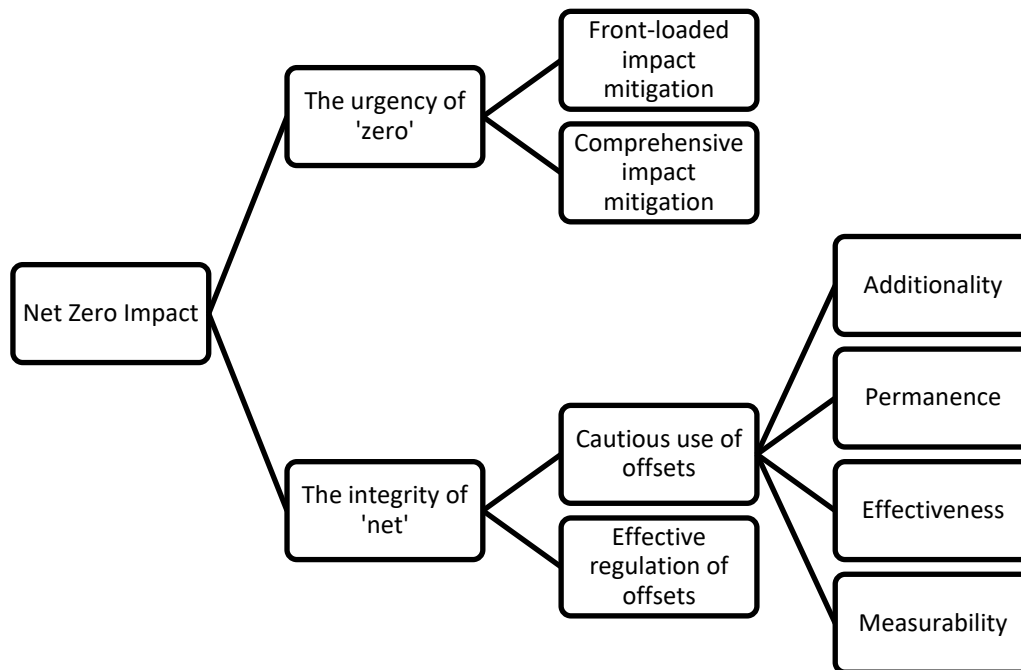 Net Zero Impact
The urgency of
'zero'
Front-loaded
impact
mitigation
Comprehensive
impact
mitigation
The integrity of
'net'
Cautious use of
offsets
Effective
regulation of
offsets
Additionality
Permanence
Effectiveness
Measurability